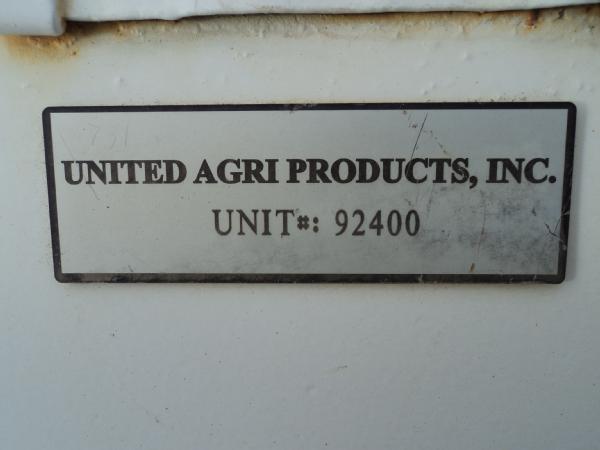 UNITED AGRI PRODUCTS, INC.
UNIT#: 92400